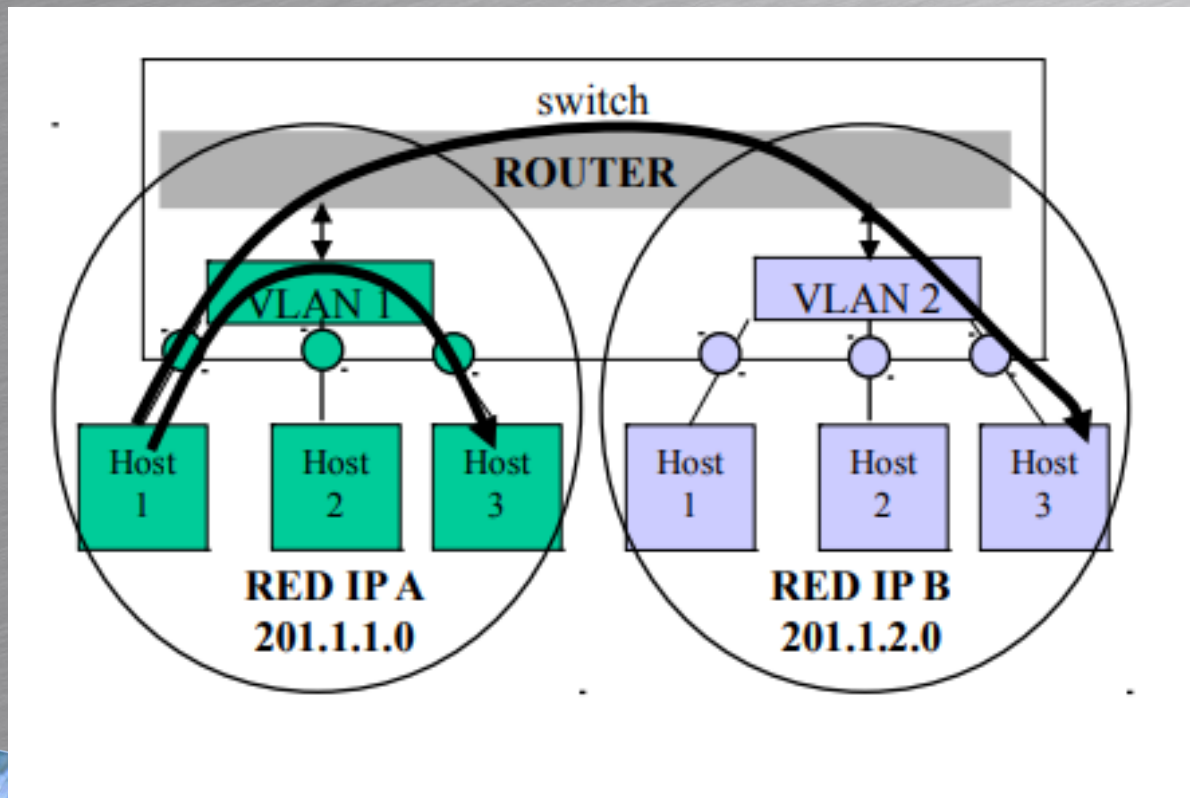 switch
ROUTER
VLAN 1
VLAN 2
Host
1
Host
2
Host
3
Host
1
Host
2
Host
3
RED IP A
201.1.1.0
RED IP B
201.1.2.0